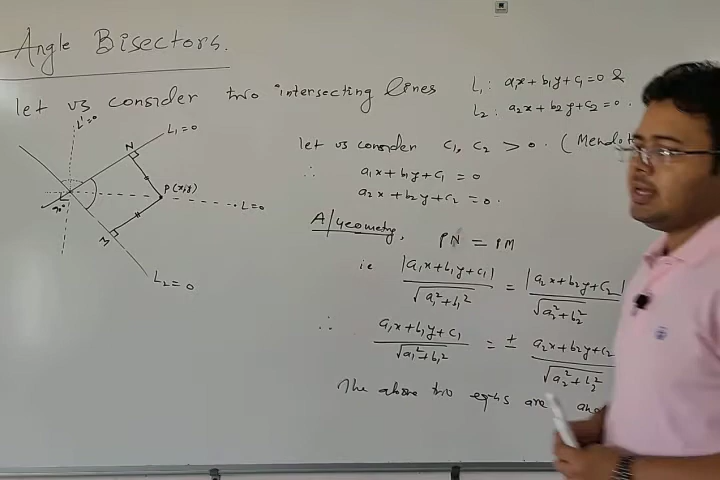 Angle Bisectors.
let us consider two intersecting lines L₁: a₁x + b₁y + c₁ = 0 &
L₂: a₂x + b₂y + c₂ = 0.
let us consider c₁, c₂ > 0. (
∴ a₁x + b₁y + c₁ = 0
a₂x + b₂y + c₂ = 0.
A/Geometry, PN = PM
ie |a₁x + b₁y + c₁| / √(a₁² + b₁²) = |a₂x + b₂y + c₂| / √(a₂² + b₂²)
∴ (a₁x + b₁y + c₁) / √(a₁² + b₁²) = ± (a₂x + b₂y + c₂ / √(a₂² + b₂²)
The above two eqns are
L'=0
L₁=0
N
P(x,y)
L=0
90°
M
L₂=0